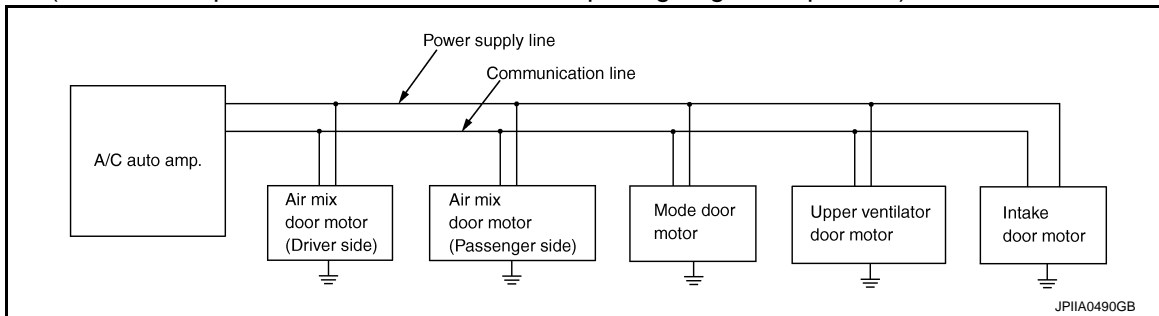 Power supply line
Communication line
A/C auto amp.
Air mix
door motor
(Driver side)
Air mix
door motor
(Passenger side)
Mode door
motor
Upper ventilator
door motor
Intake
door motor
JPIIA0490GB